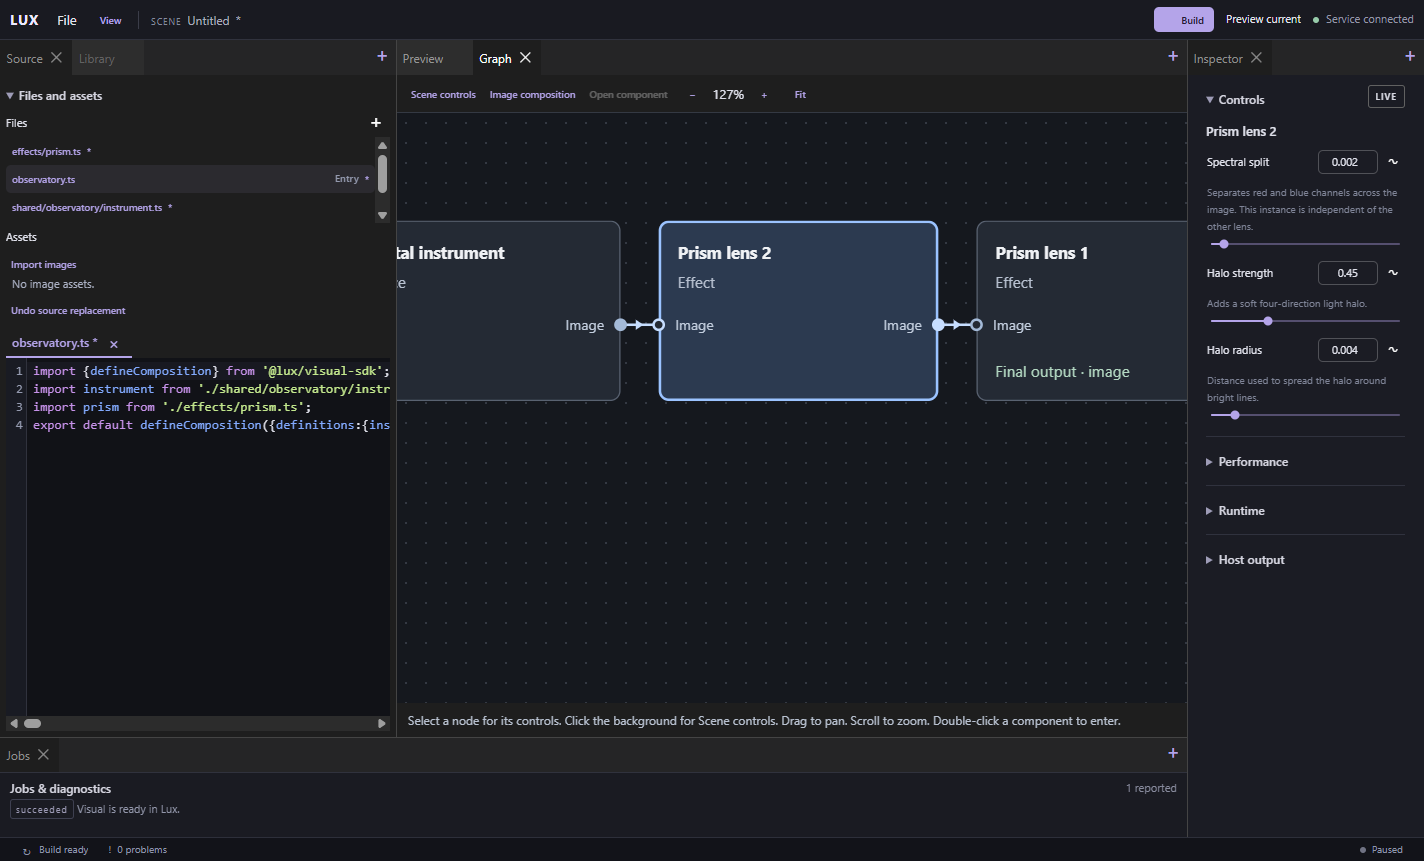 LUX File View SCENE Untitled * Build Preview current Service connected
Source Library + Preview Graph + Inspector +
Scene controls Image composition Open component − 127% + Fit
Files and assets
Files +
effects/prism.ts *
observatory.ts Entry *
shared/observatory/instrument.ts *
Assets
Import images
No image assets.
Undo source replacement
observatory.ts *
1 import {defineComposition} from '@lux/visual-sdk';
2 import instrument from './shared/observatory/instr
3 import prism from './effects/prism.ts';
4 export default defineComposition({definitions:{ins
tal instrument
Image
Prism lens 2
Effect
Image Image
Prism lens 1
Effect
Image
Final output · image
Select a node for its controls. Click the background for Scene controls. Drag to pan. Scroll to zoom. Double-click a component to enter.
Controls LIVE
Prism lens 2
Spectral split 0.002
Separates red and blue channels across the
image. This instance is independent of the
other lens.
Halo strength 0.45
Adds a soft four-direction light halo.
Halo radius 0.004
Distance used to spread the halo around
bright lines.
Performance
Runtime
Host output
Jobs +
Jobs & diagnostics 1 reported
succeeded Visual is ready in Lux.
Build ready ! 0 problems Paused